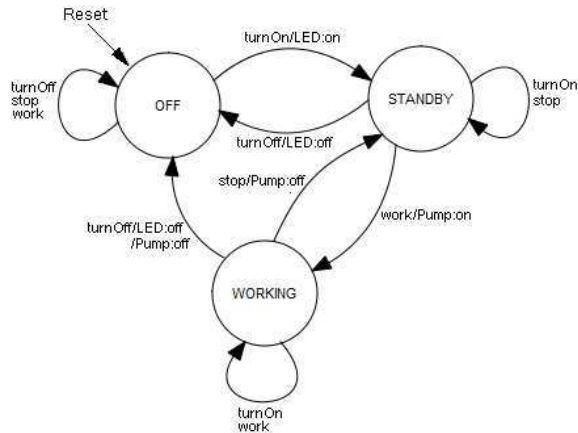 Reset
turnOn/LED:on
turnOff
stop
work
OFF
STANDBY
turnOn
stop
turnOff/LED:off
stop/Pump:off
work/Pump:on
turnOff/LED:off
/Pump:off
WORKING
turnOn
work